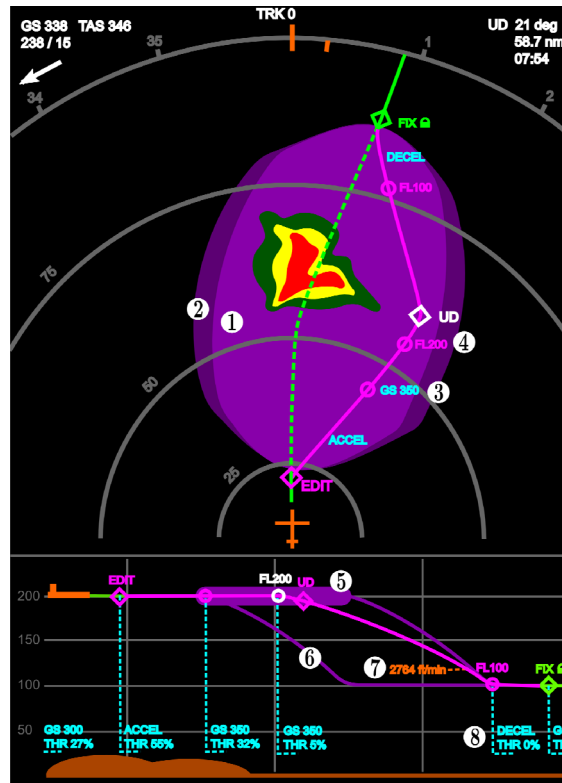 GS 338 TAS 346
238 / 15
TRK 0
UD 21 deg
58.7 nm
07:54
35
1
34
2
FIX
DECEL
FL100
75
UD
2
1
FL200 4
50
GS 350 3
ACCEL
25
EDIT
EDIT
FL200
UD
5
200
150
6
7
2764 ft/min
FL100
FIX
100
50
GS 300
THR 27%
ACCEL
THR 55%
GS 350
THR 32%
GS 350
THR 5%
8
DECEL
THR 0%
G
T